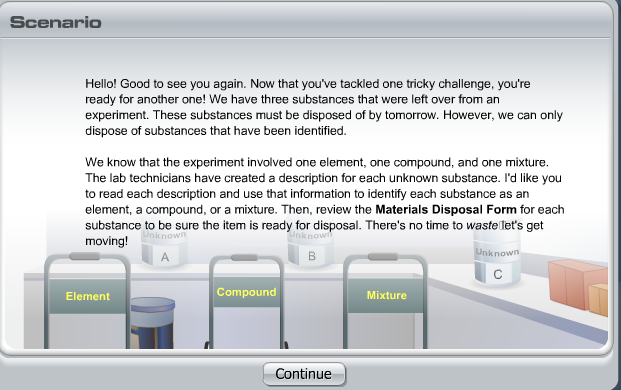 Scenario
Hello! Good to see you again. Now that you've tackled one tricky challenge, you're
ready for another one! We have three substances that were left over from an
experiment. These substances must be disposed of by tomorrow. However, we can only
dispose of substances that have been identified.
We know that the experiment involved one element, one compound, and one mixture.
The lab technicians have created a description for each unknown substance. I'd like you
to read each description and use that information to identify each substance as an
element, a compound, or a mixture. Then, review the Materials Disposal Form for each
substance to be sure the item is ready for disposal. There's no time to waste let's get
moving!
Unknown
A
Unknown
B
Unknown
C
Element
Compound
Mixture
Continue